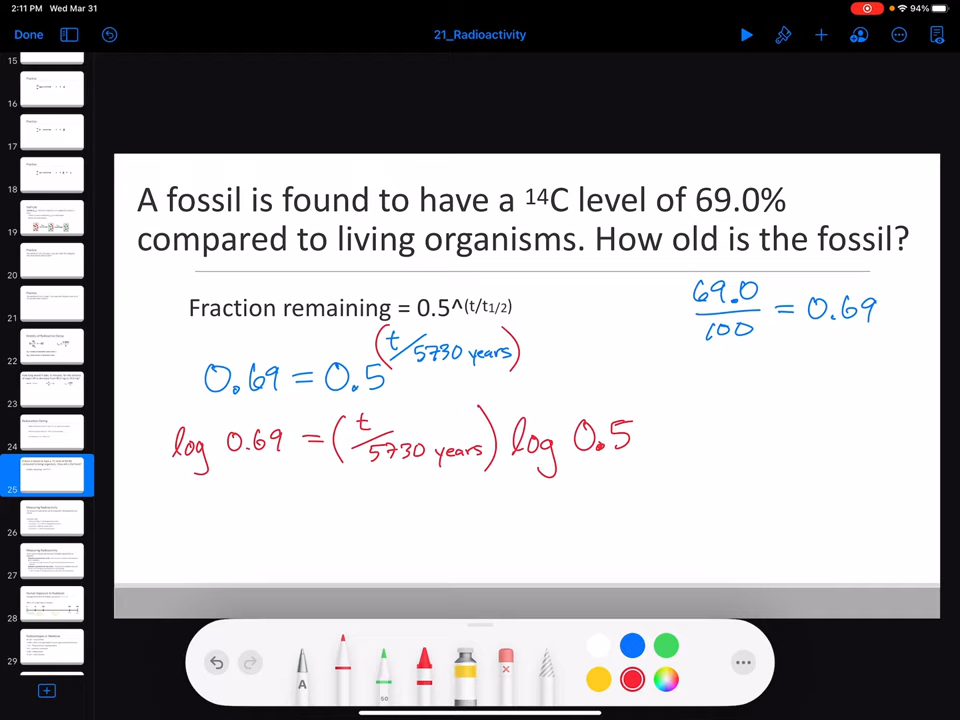 2:11 PM Wed Mar 31
94%
Done
21_Radioactivity
15
16
17
18
19
20
21
22
23
24
25
26
27
28
29
A fossil is found to have a ¹⁴C level of 69.0%
compared to living organisms. How old is the fossil?
Fraction remaining = 0.5^(t/t₁/₂)
69.0/100 = 0.69
0.69 = 0.5^(t/5730 years)
log 0.69 = (t/5730 years) log 0.5
A
50